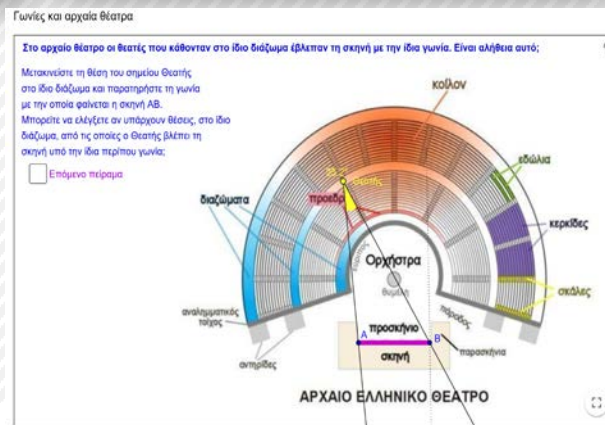 Γωνίες και αρχαία θέατρα
Στο αρχαίο θέατρο οι θεατές που κάθονταν στο ίδιο διάζωμα έβλεπαν τη σκηνή με την ίδια γωνία. Είναι αλήθεια αυτό;
Μετακινείστε τη θέση του σημείου Θεατής
στο ίδιο διάζωμα και παρατηρήστε τη γωνία
με την οποία φαίνεται η σκηνή ΑΒ.
Μπορείτε να ελέγξετε αν υπάρχουν θέσεις, στο ίδιο
διάζωμα, από τις οποίες ο Θεατής βλέπει τη
σκηνή υπό την ίδια περίπου γωνία;
Επόμενο πείραμα
κοίλον
εδώλια
Θεατής
διαζώματα
προεδρ
κερκίδες
Ορχήστρα
θυμέλη
σκάλες
αναλημματικός
τοίχος
πάροδος
αντηρίδες
προσκήνιο
A
B
σκηνή
παρασκήνια
ΑΡΧΑΙΟ ΕΛΛΗΝΙΚΟ ΘΕΑΤΡΟ